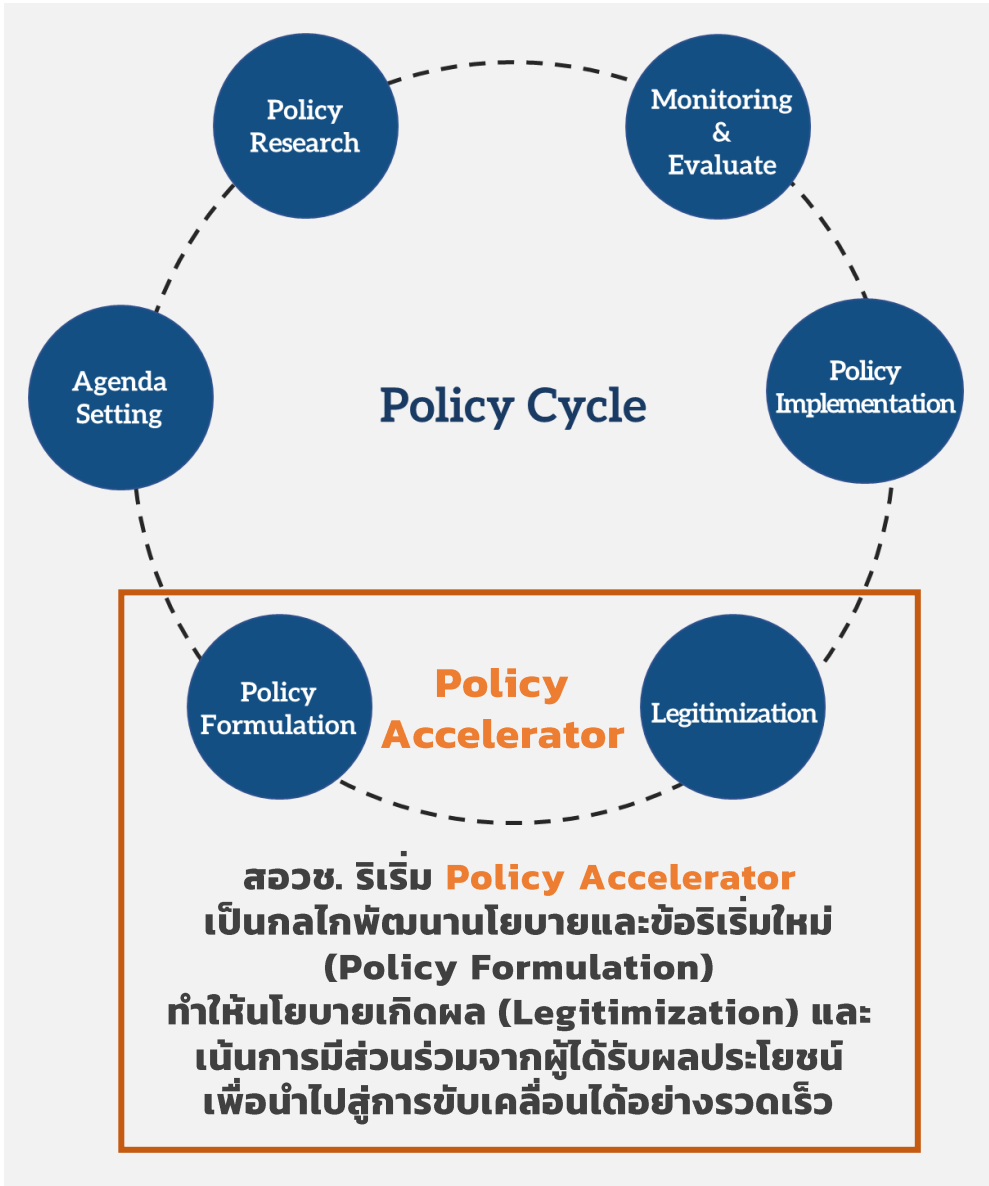 Policy
Research
Monitoring
&
Evaluate
Agenda
Setting
Policy Cycle
Policy
Implementation
Policy
Formulation
Policy
Accelerator
Legitimization
สอวช. ริเริ่ม Policy Accelerator
เป็นกลไกพัฒนานโยบายและข้อริเริ่มใหม่
(Policy Formulation)
ทำให้นโยบายเกิดผล (Legitimization) และ
เน้นการมีส่วนร่วมจากผู้ได้รับผลประโยชน์
เพื่อนำไปสู่การขับเคลื่อนได้อย่างรวดเร็ว